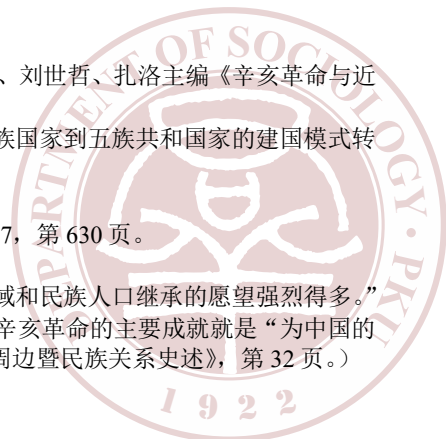 、刘世哲、扎洛主编《辛亥革命与近
族国家到五族共和国家的建国模式转
7，第 630 页。
域和民族人口继承的愿望强烈得多。”
辛亥革命的主要成就就是“为中国的
周边暨民族关系史述》，第 32 页。）
DEPARTMENT OF SOCIOLOGY · PKU
1922